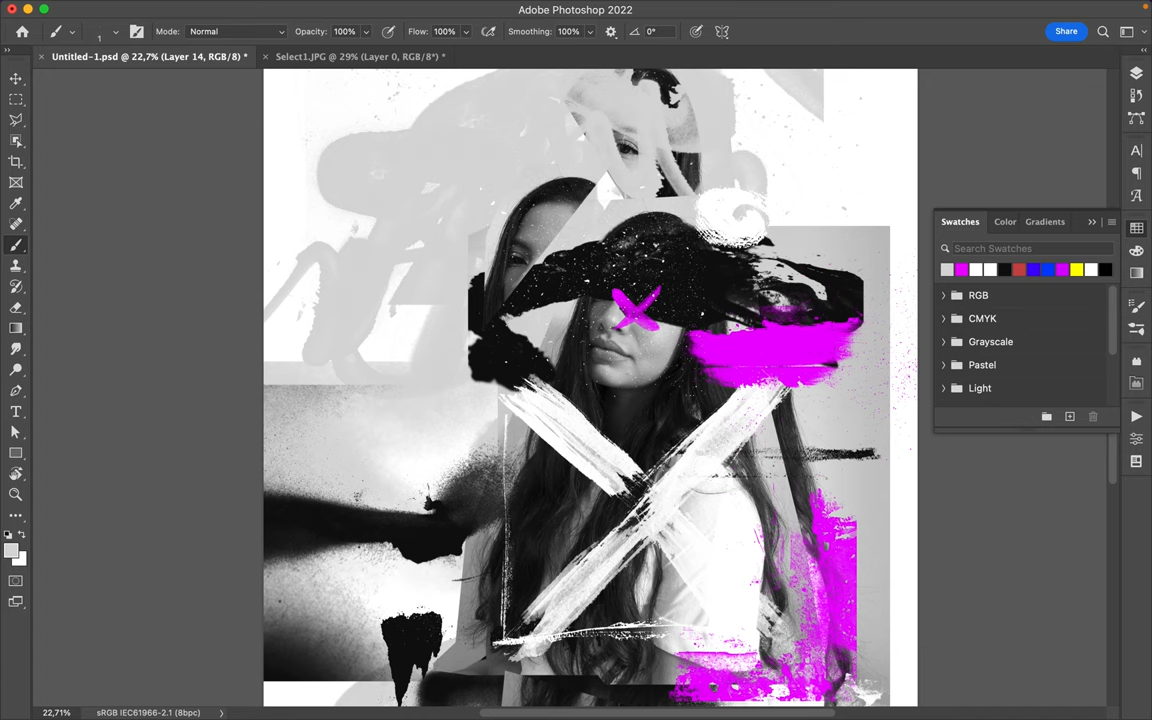 Adobe Photoshop 2022
1 Mode: Normal Opacity: 100% Flow: 100% Smoothing: 100% 0° Share
× Untitled-1.psd @ 22,7% (Layer 14, RGB/8) * × Select1.JPG @ 29% (Layer 0, RGB/8*) *
Swatches Color Gradients
Search Swatches
RGB
CMYK
Grayscale
Pastel
Light
22,71% sRGB IEC61966-2.1 (8bpc)